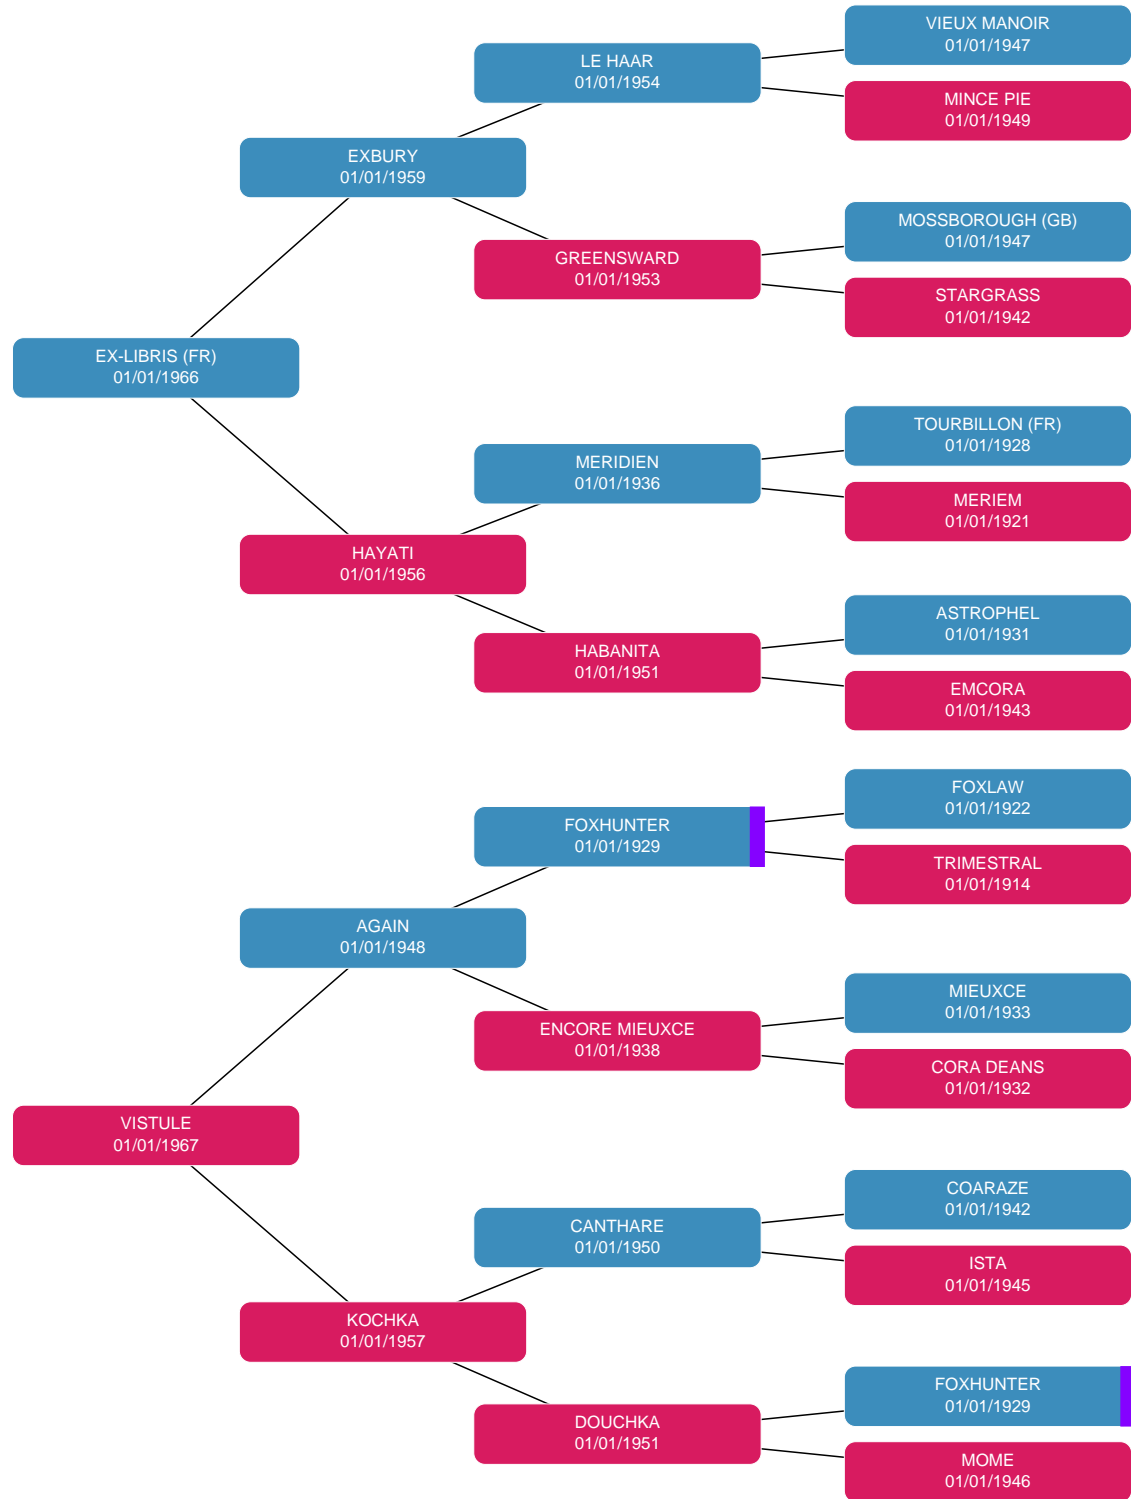 VIEUX MANOIR
01/01/1947
LE HAAR
01/01/1954
MINCE PIE
01/01/1949
EXBURY
01/01/1959
MOSSBOROUGH (GB)
01/01/1947
GREENSWARD
01/01/1953
STARGRASS
01/01/1942
EX-LIBRIS (FR)
01/01/1966
TOURBILLON (FR)
01/01/1928
MERIDIEN
01/01/1936
MERIEM
01/01/1921
HAYATI
01/01/1956
ASTROPHEL
01/01/1931
HABANITA
01/01/1951
EMCORA
01/01/1943
FOXLAW
01/01/1922
FOXHUNTER
01/01/1929
TRIMESTRAL
01/01/1914
AGAIN
01/01/1948
MIEUXCE
01/01/1933
ENCORE MIEUXCE
01/01/1938
CORA DEANS
01/01/1932
VISTULE
01/01/1967
COARAZE
01/01/1942
CANTHARE
01/01/1950
ISTA
01/01/1945
KOCHKA
01/01/1957
FOXHUNTER
01/01/1929
DOUCHKA
01/01/1951
MOME
01/01/1946